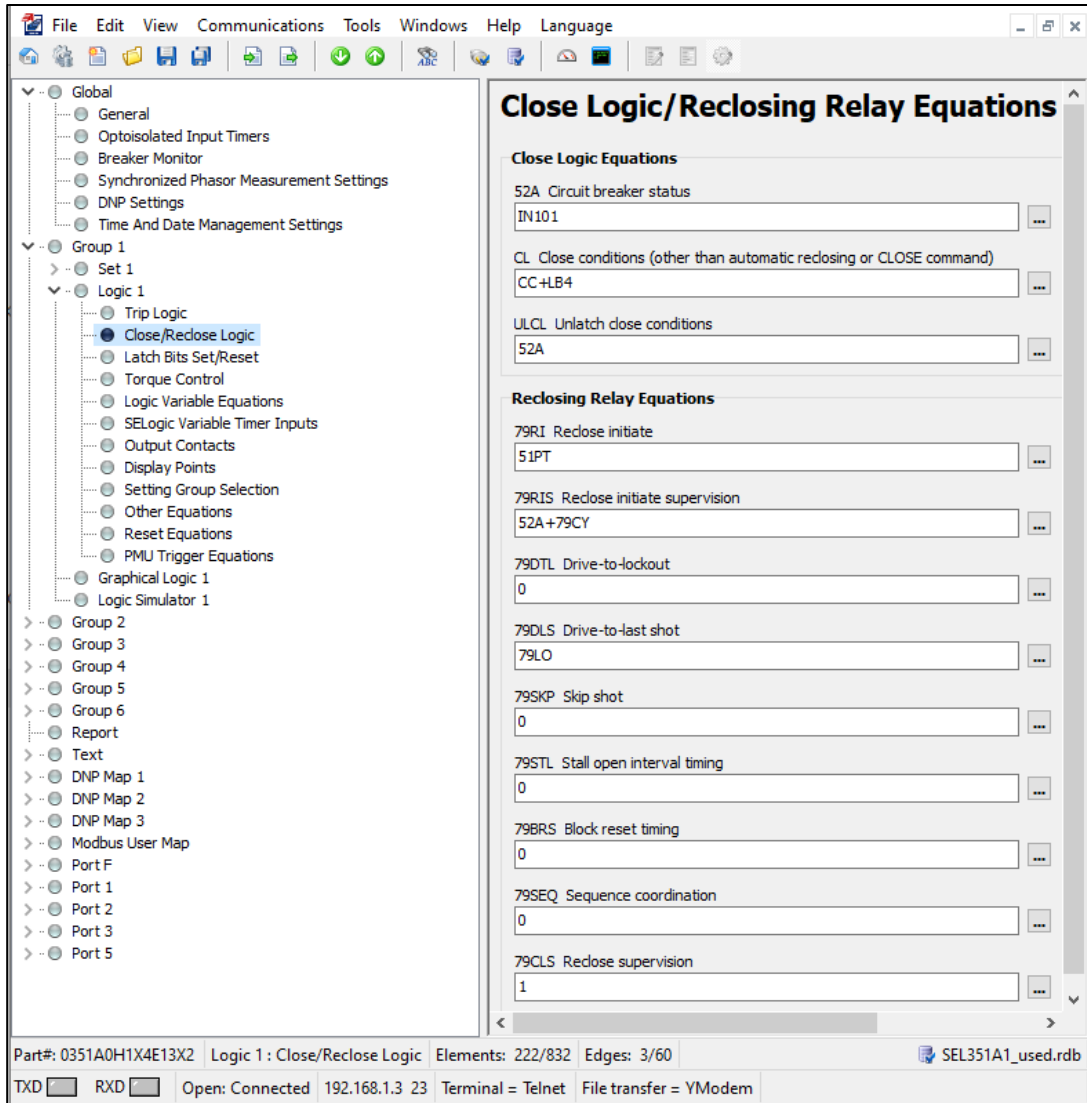 File Edit View Communications Tools Windows Help Language
ABC
Global
General
Optoisolated Input Timers
Breaker Monitor
Synchronized Phasor Measurement Settings
DNP Settings
Time And Date Management Settings
Group 1
Set 1
Logic 1
Trip Logic
Close/Reclose Logic
Latch Bits Set/Reset
Torque Control
Logic Variable Equations
SELogic Variable Timer Inputs
Output Contacts
Display Points
Setting Group Selection
Other Equations
Reset Equations
PMU Trigger Equations
Graphical Logic 1
Logic Simulator 1
Group 2
Group 3
Group 4
Group 5
Group 6
Report
Text
DNP Map 1
DNP Map 2
DNP Map 3
Modbus User Map
Port F
Port 1
Port 2
Port 3
Port 5
Close Logic/Reclosing Relay Equations
Close Logic Equations
52A Circuit breaker status
IN101 ...
CL Close conditions (other than automatic reclosing or CLOSE command)
CC+LB4 ...
ULCL Unlatch close conditions
52A ...
Reclosing Relay Equations
79RI Reclose initiate
51PT ...
79RIS Reclose initiate supervision
52A+79CY ...
79DTL Drive-to-lockout
0 ...
79DLS Drive-to-last shot
79LO ...
79SKP Skip shot
0 ...
79STL Stall open interval timing
0 ...
79BRS Block reset timing
0 ...
79SEQ Sequence coordination
0 ...
79CLS Reclose supervision
1 ...
Part#: 0351A0H1X4E13X2 Logic 1 : Close/Reclose Logic Elements: 222/832 Edges: 3/60 SEL351A1_used.rdb
TXD RXD Open: Connected 192.168.1.3 23 Terminal = Telnet File transfer = YModem